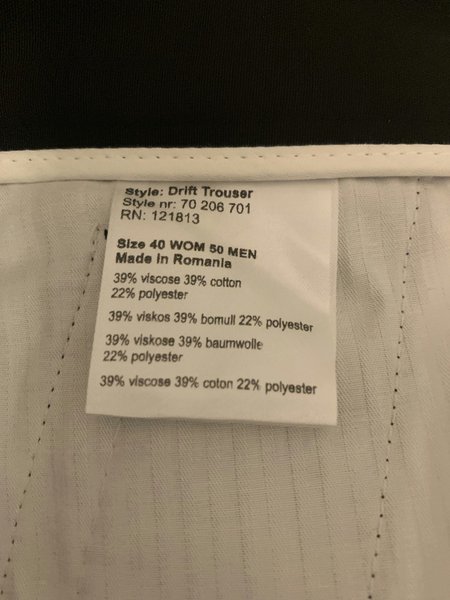 Style: Drift Trouser
Style nr: 70 206 701
RN: 121813
Size 40 WOM 50 MEN
Made in Romania
39% viscose 39% cotton
22% polyester
39% viskos 39% bomull 22% polyester
39% viskose 39% baumwolle
22% polyester
39% viscose 39% coton 22% polyester